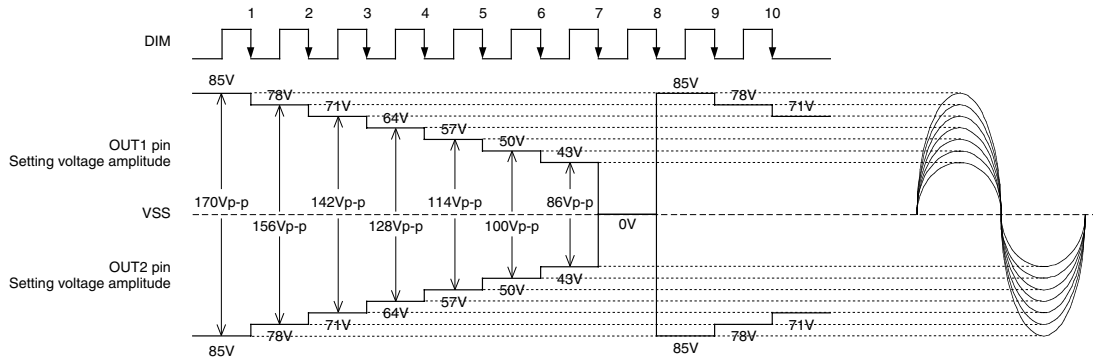 1 2 3 4 5 6 7 8 9 10
DIM
85V 78V 71V 64V 57V 50V 43V 85V 78V 71V
OUT1 pin
Setting voltage amplitude
170Vp-p 142Vp-p 114Vp-p 86Vp-p
VSS
156Vp-p 128Vp-p 100Vp-p 0V
OUT2 pin
Setting voltage amplitude
85V 78V 71V 64V 57V 50V 43V 85V 78V 71V